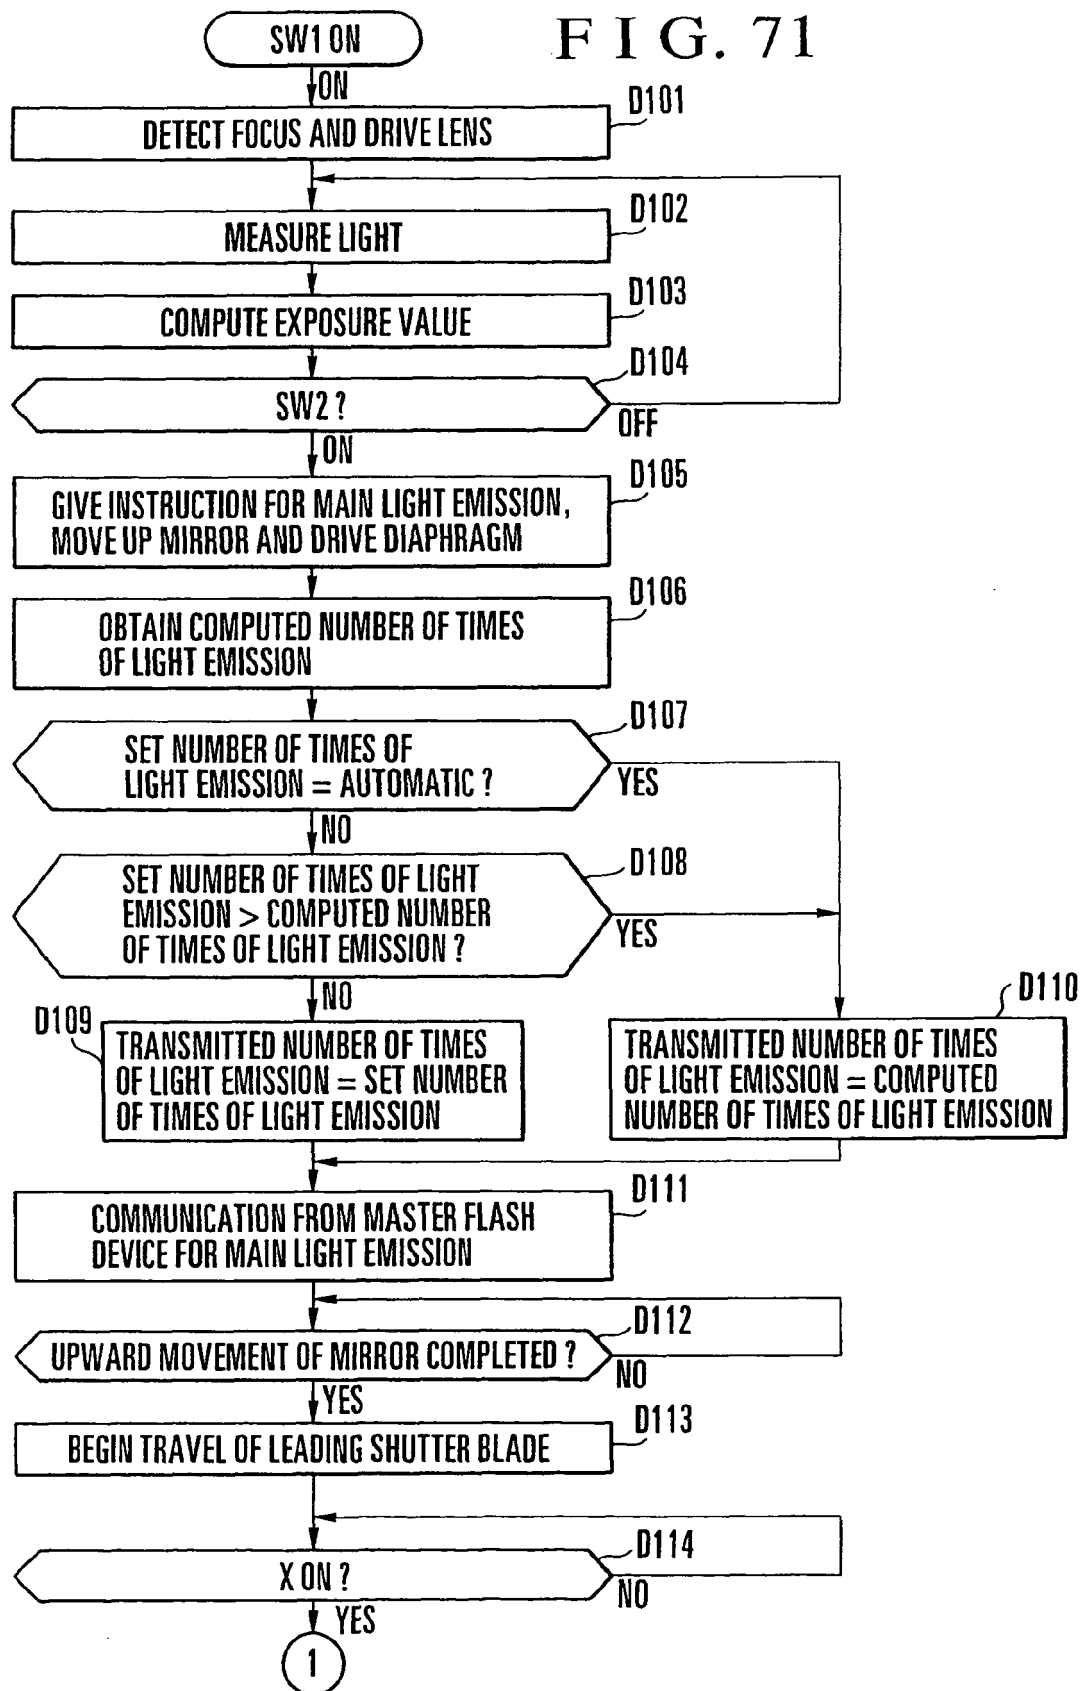 FIG. 71
SW1 ON
ON
D101
DETECT FOCUS AND DRIVE LENS
D102
MEASURE LIGHT
D103
COMPUTE EXPOSURE VALUE
D104
SW2 ?
OFF
ON
D105
GIVE INSTRUCTION FOR MAIN LIGHT EMISSION,
MOVE UP MIRROR AND DRIVE DIAPHRAGM
D106
OBTAIN COMPUTED NUMBER OF TIMES
OF LIGHT EMISSION
D107
SET NUMBER OF TIMES OF
LIGHT EMISSION = AUTOMATIC ?
YES
NO
D108
SET NUMBER OF TIMES OF LIGHT
EMISSION > COMPUTED NUMBER
OF TIMES OF LIGHT EMISSION ?
YES
NO
D109
TRANSMITTED NUMBER OF TIMES
OF LIGHT EMISSION = SET NUMBER
OF TIMES OF LIGHT EMISSION
D110
TRANSMITTED NUMBER OF TIMES
OF LIGHT EMISSION = COMPUTED
NUMBER OF TIMES OF LIGHT EMISSION
D111
COMMUNICATION FROM MASTER FLASH
DEVICE FOR MAIN LIGHT EMISSION
D112
UPWARD MOVEMENT OF MIRROR COMPLETED ?
NO
YES
D113
BEGIN TRAVEL OF LEADING SHUTTER BLADE
D114
X ON ?
NO
YES
1